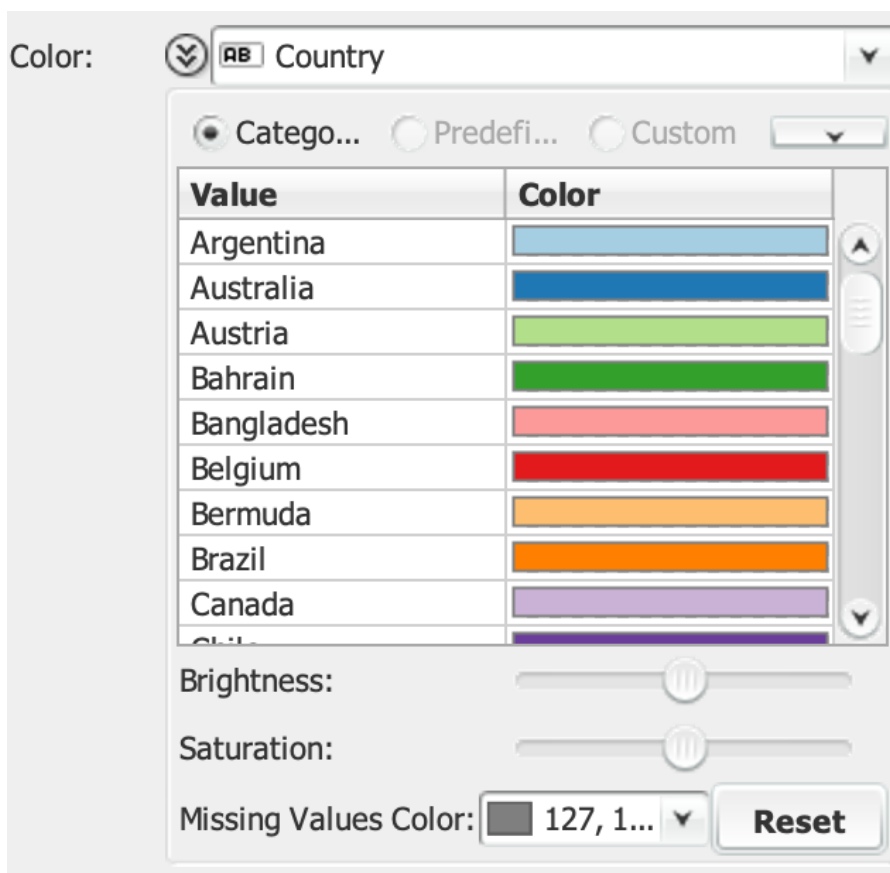 Color: AB Country
Catego... Predefi... Custom
Value Color
Argentina
Australia
Austria
Bahrain
Bangladesh
Belgium
Bermuda
Brazil
Canada
Brightness:
Saturation:
Missing Values Color: 127, 1... Reset